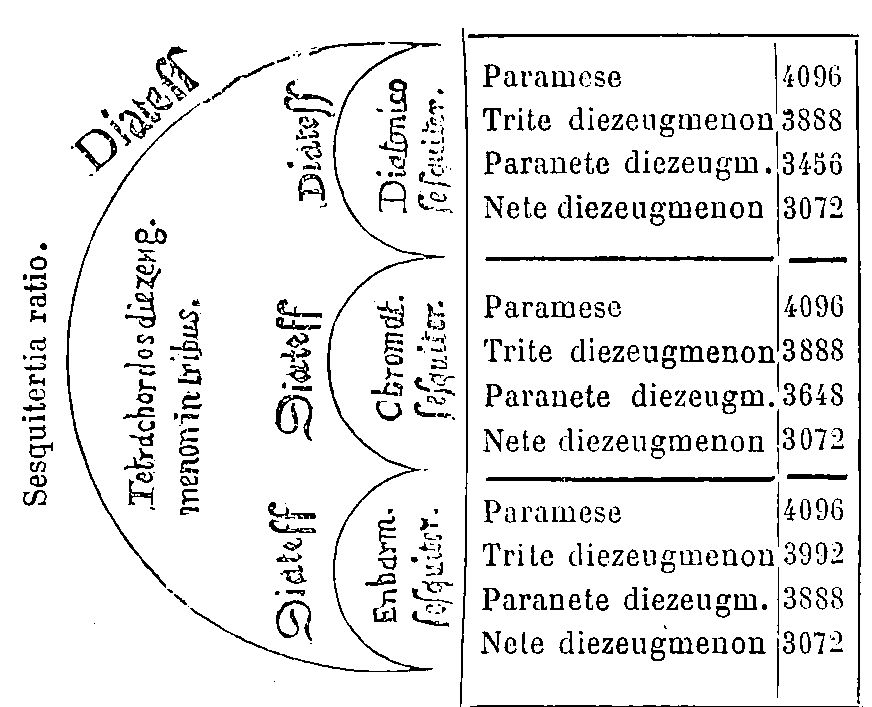 Sesquitertia ratio.
Diateſſ
Tetrachordos diezeug.
menon in tribus.
Diateſſ
Diatonico
ſeſquiter.
Diateſſ
Chromat.
ſeſquiter.
Diateſſ
Enharm.
ſeſquiter.
Paramese 4096
Trite diezeugmenon 3888
Paranete diezeugm. 3456
Nete diezeugmenon 3072
Paramese 4096
Trite diezeugmenon 3888
Paranete diezeugm. 3648
Nete diezeugmenon 3072
Paramese 4096
Trite diezeugmenon 3992
Paranete diezeugm. 3888
Nete diezeugmenon 3072